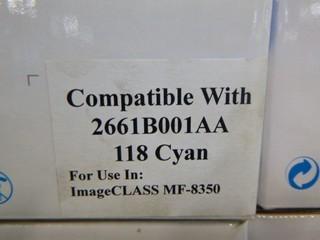 Compatible With
2661B001AA
118 Cyan
For Use In:
ImageCLASS MF-8350